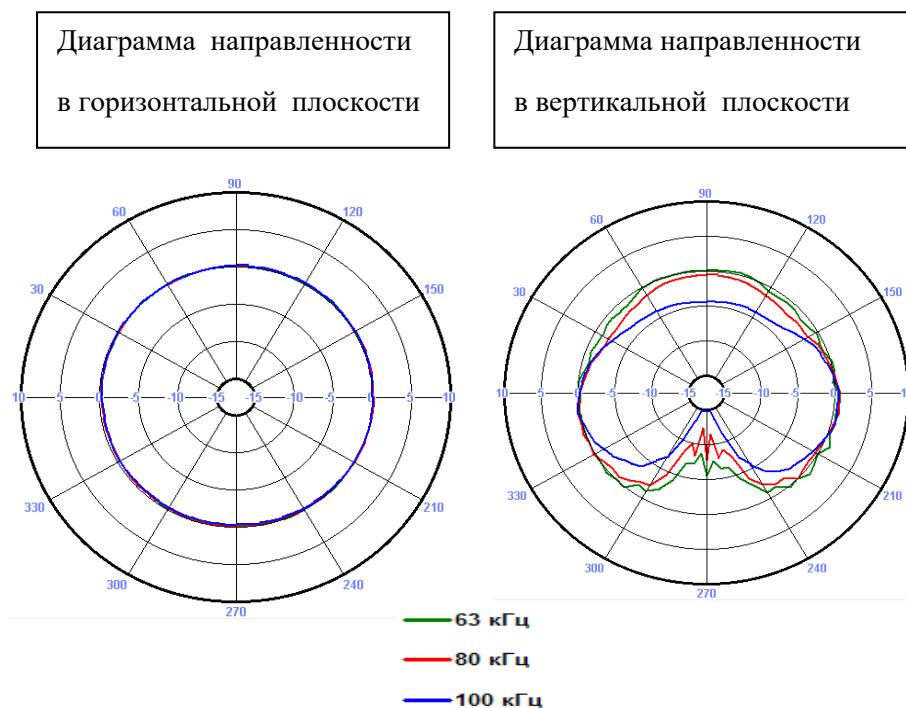 Диаграмма направленности
в горизонтальной плоскости
Диаграмма направленности
в вертикальной плоскости
90
60 120
30 150
10 5 0 -5 -10 -15 -15 -10 -5 0 5 10
330 210
300 240
270
90
60 120
30 150
10 5 0 -5 -10 -15 -15 -10 -5 0 5
330 210
300 240
270
63 кГц
80 кГц
100 кГц